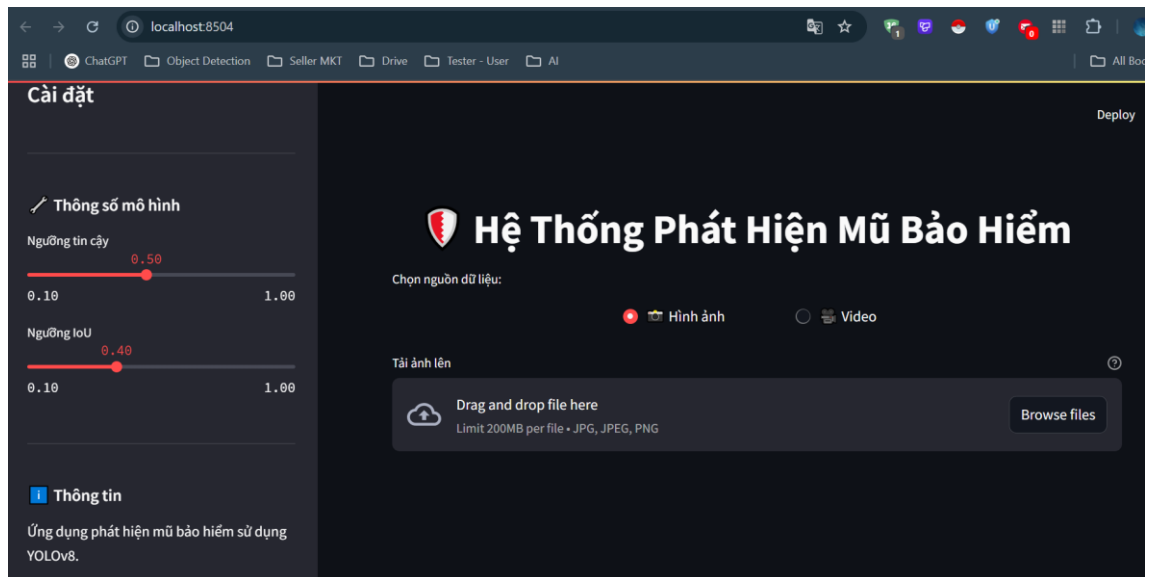 localhost:8504
1
0
ChatGPT
Object Detection
Seller MKT
Drive
Tester - User
AI
All Boo
Cài đặt
Deploy
Thông số mô hình
Ngưỡng tin cậy
0.50
0.10 1.00
Ngưỡng IoU
0.40
0.10 1.00
Thông tin
Ứng dụng phát hiện mũ bảo hiểm sử dụng
YOLOv8.
Hệ Thống Phát Hiện Mũ Bảo Hiểm
Chọn nguồn dữ liệu:
Hình ảnh
Video
Tải ảnh lên
Drag and drop file here
Limit 200MB per file • JPG, JPEG, PNG
Browse files